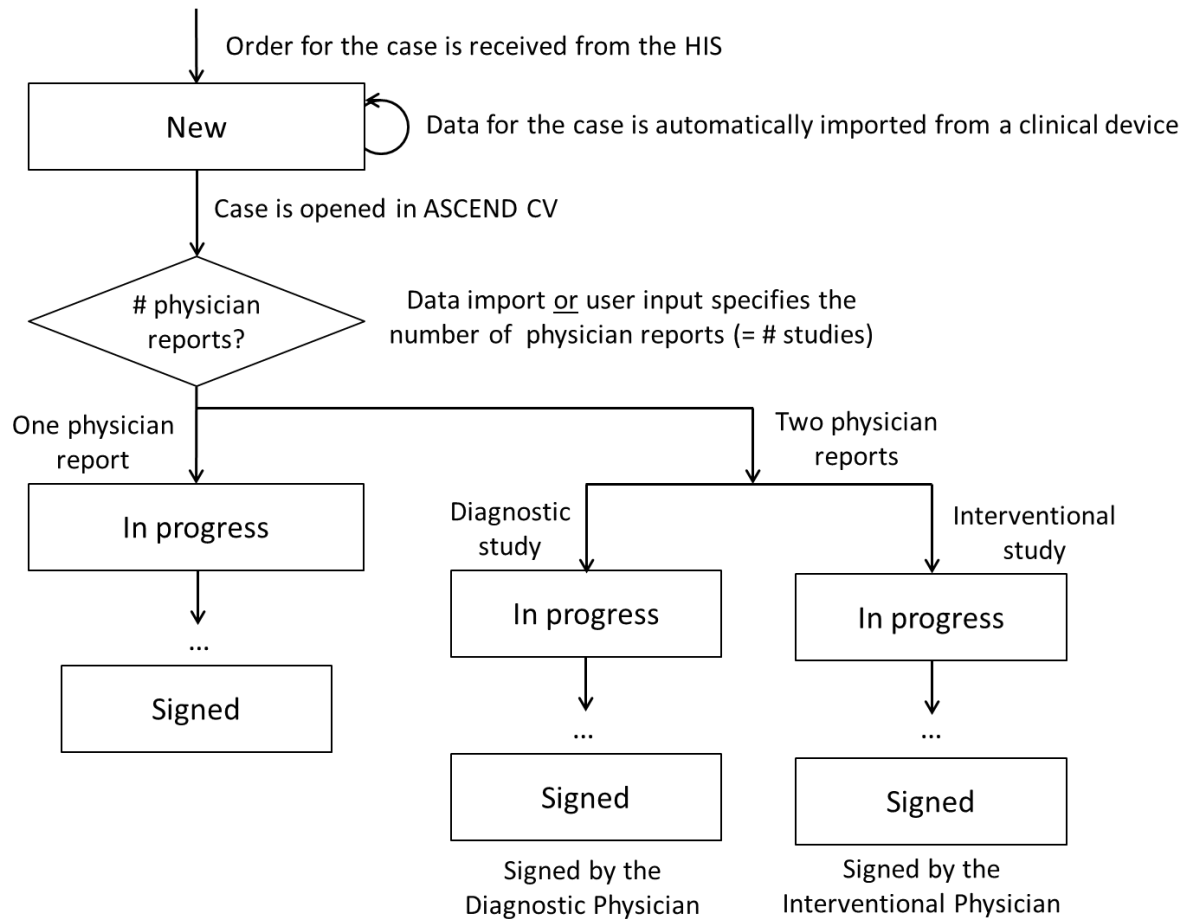 Order for the case is received from the HIS
New
Data for the case is automatically imported from a clinical device
Case is opened in ASCEND CV
# physician
reports?
Data import or user input specifies the
number of physician reports (= # studies)
One physician
report
Two physician
reports
In progress
...
Signed
Diagnostic
study
In progress
...
Signed
Signed by the
Diagnostic Physician
Interventional
study
In progress
...
Signed
Signed by the
Interventional Physician